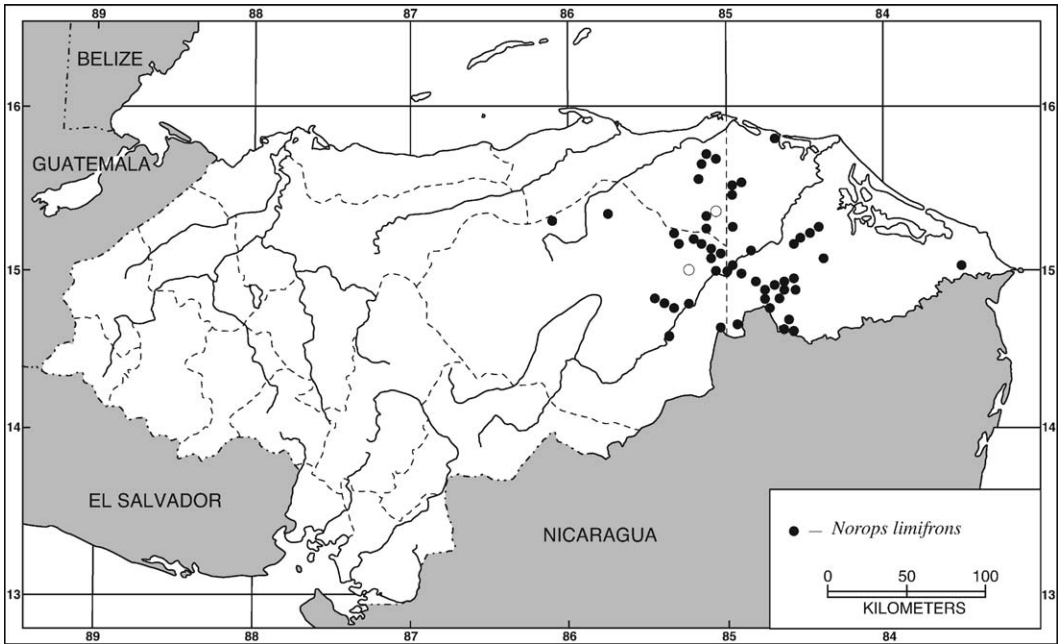 89 88 87 86 85 84
BELIZE
16 16
GUATEMALA
15 15
14 14
EL SALVADOR
NICARAGUA
● – Norops limifrons
0 50 100
KILOMETERS
13 13
89 88 87 86 85 84